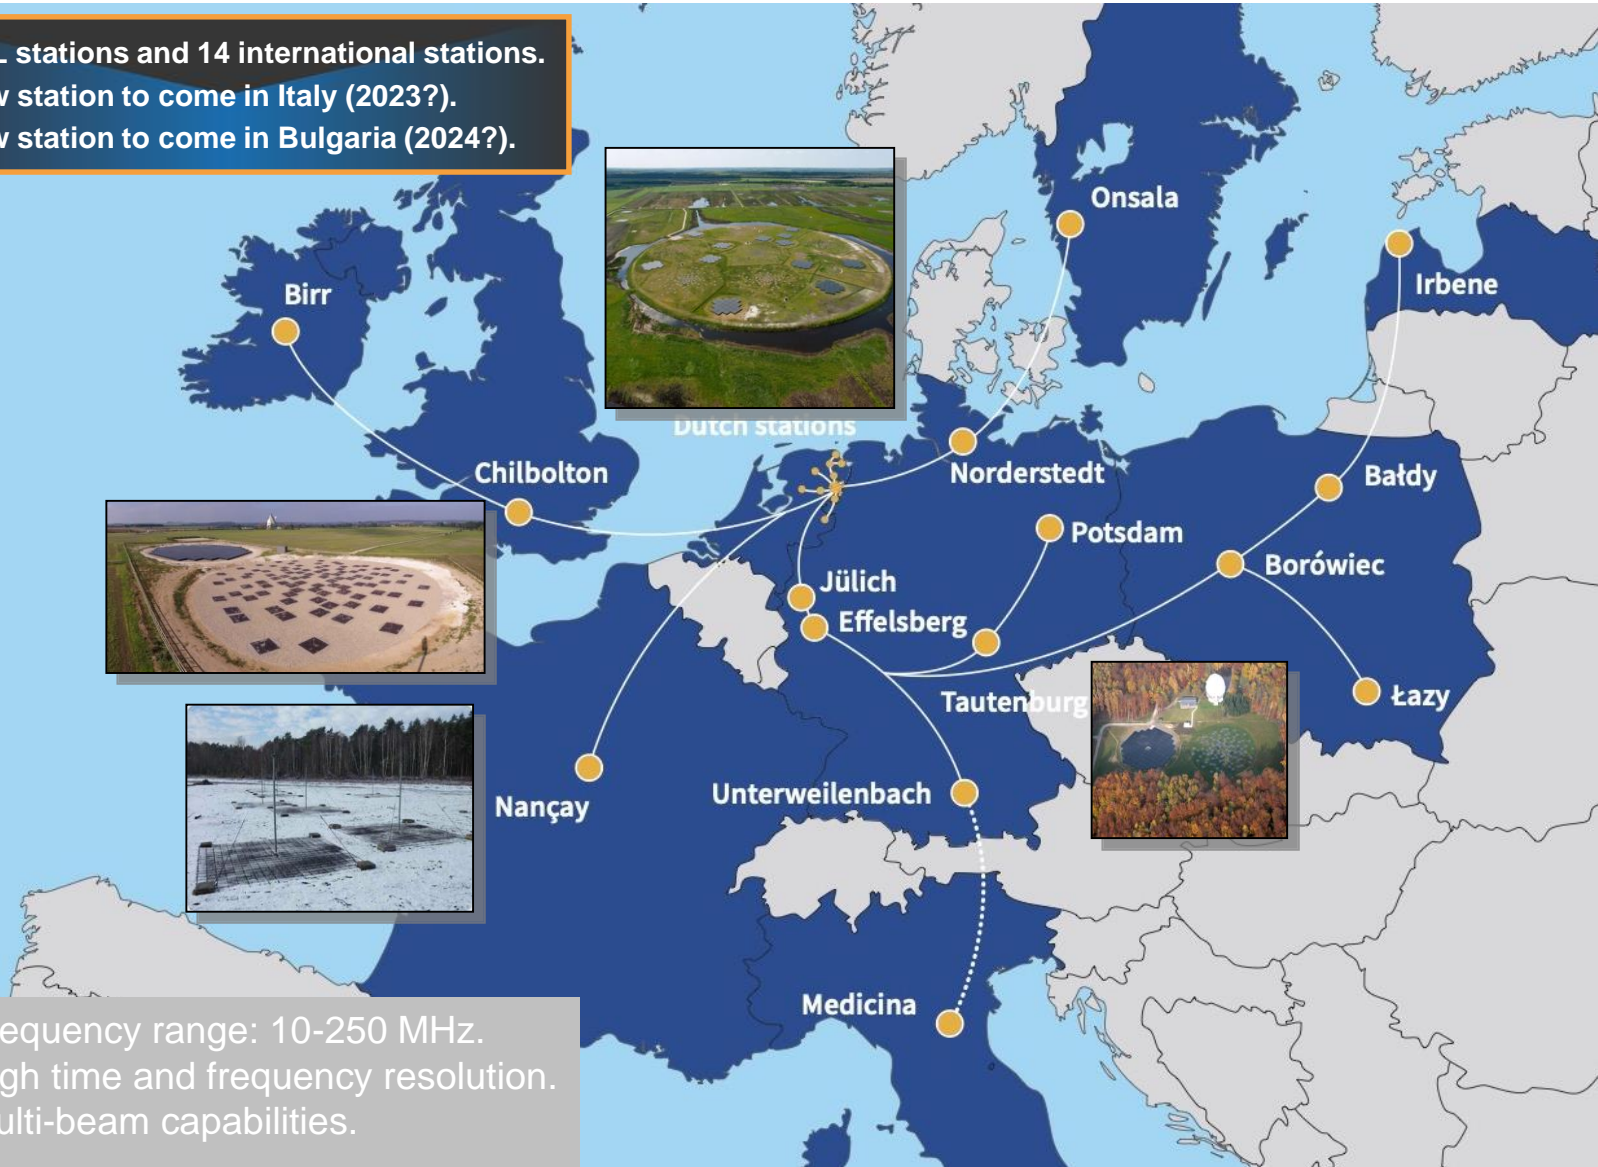 L stations and 14 international stations.
w station to come in Italy (2023?).
w station to come in Bulgaria (2024?).
Onsala
Irbene
Birr
Dutch stations
Chilbolton
Norderstedt
Bałdy
Potsdam
Borówiec
Jülich
Effelsberg
Tautenburg
Łazy
Unterweilenbach
Nançay
Medicina
equency range: 10-250 MHz.
gh time and frequency resolution.
ulti-beam capabilities.